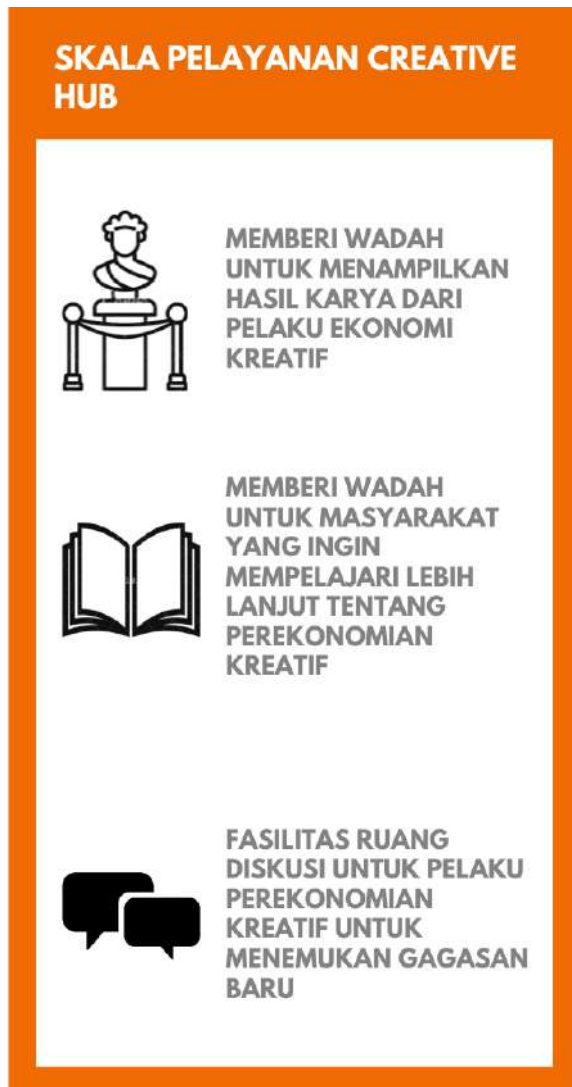 SKALA PELAYANAN CREATIVE
HUB
MEMBERI WADAH
UNTUK MENAMPILKAN
HASIL KARYA DARI
PELAKU EKONOMI
KREATIF
MEMBERI WADAH
UNTUK MASYARAKAT
YANG INGIN
MEMPELAJARI LEBIH
LANJUT TENTANG
PEREKONOMIAN
KREATIF
FASILITAS RUANG
DISKUSI UNTUK PELAKU
PEREKONOMIAN
KREATIF UNTUK
MENEMUKAN GAGASAN
BARU